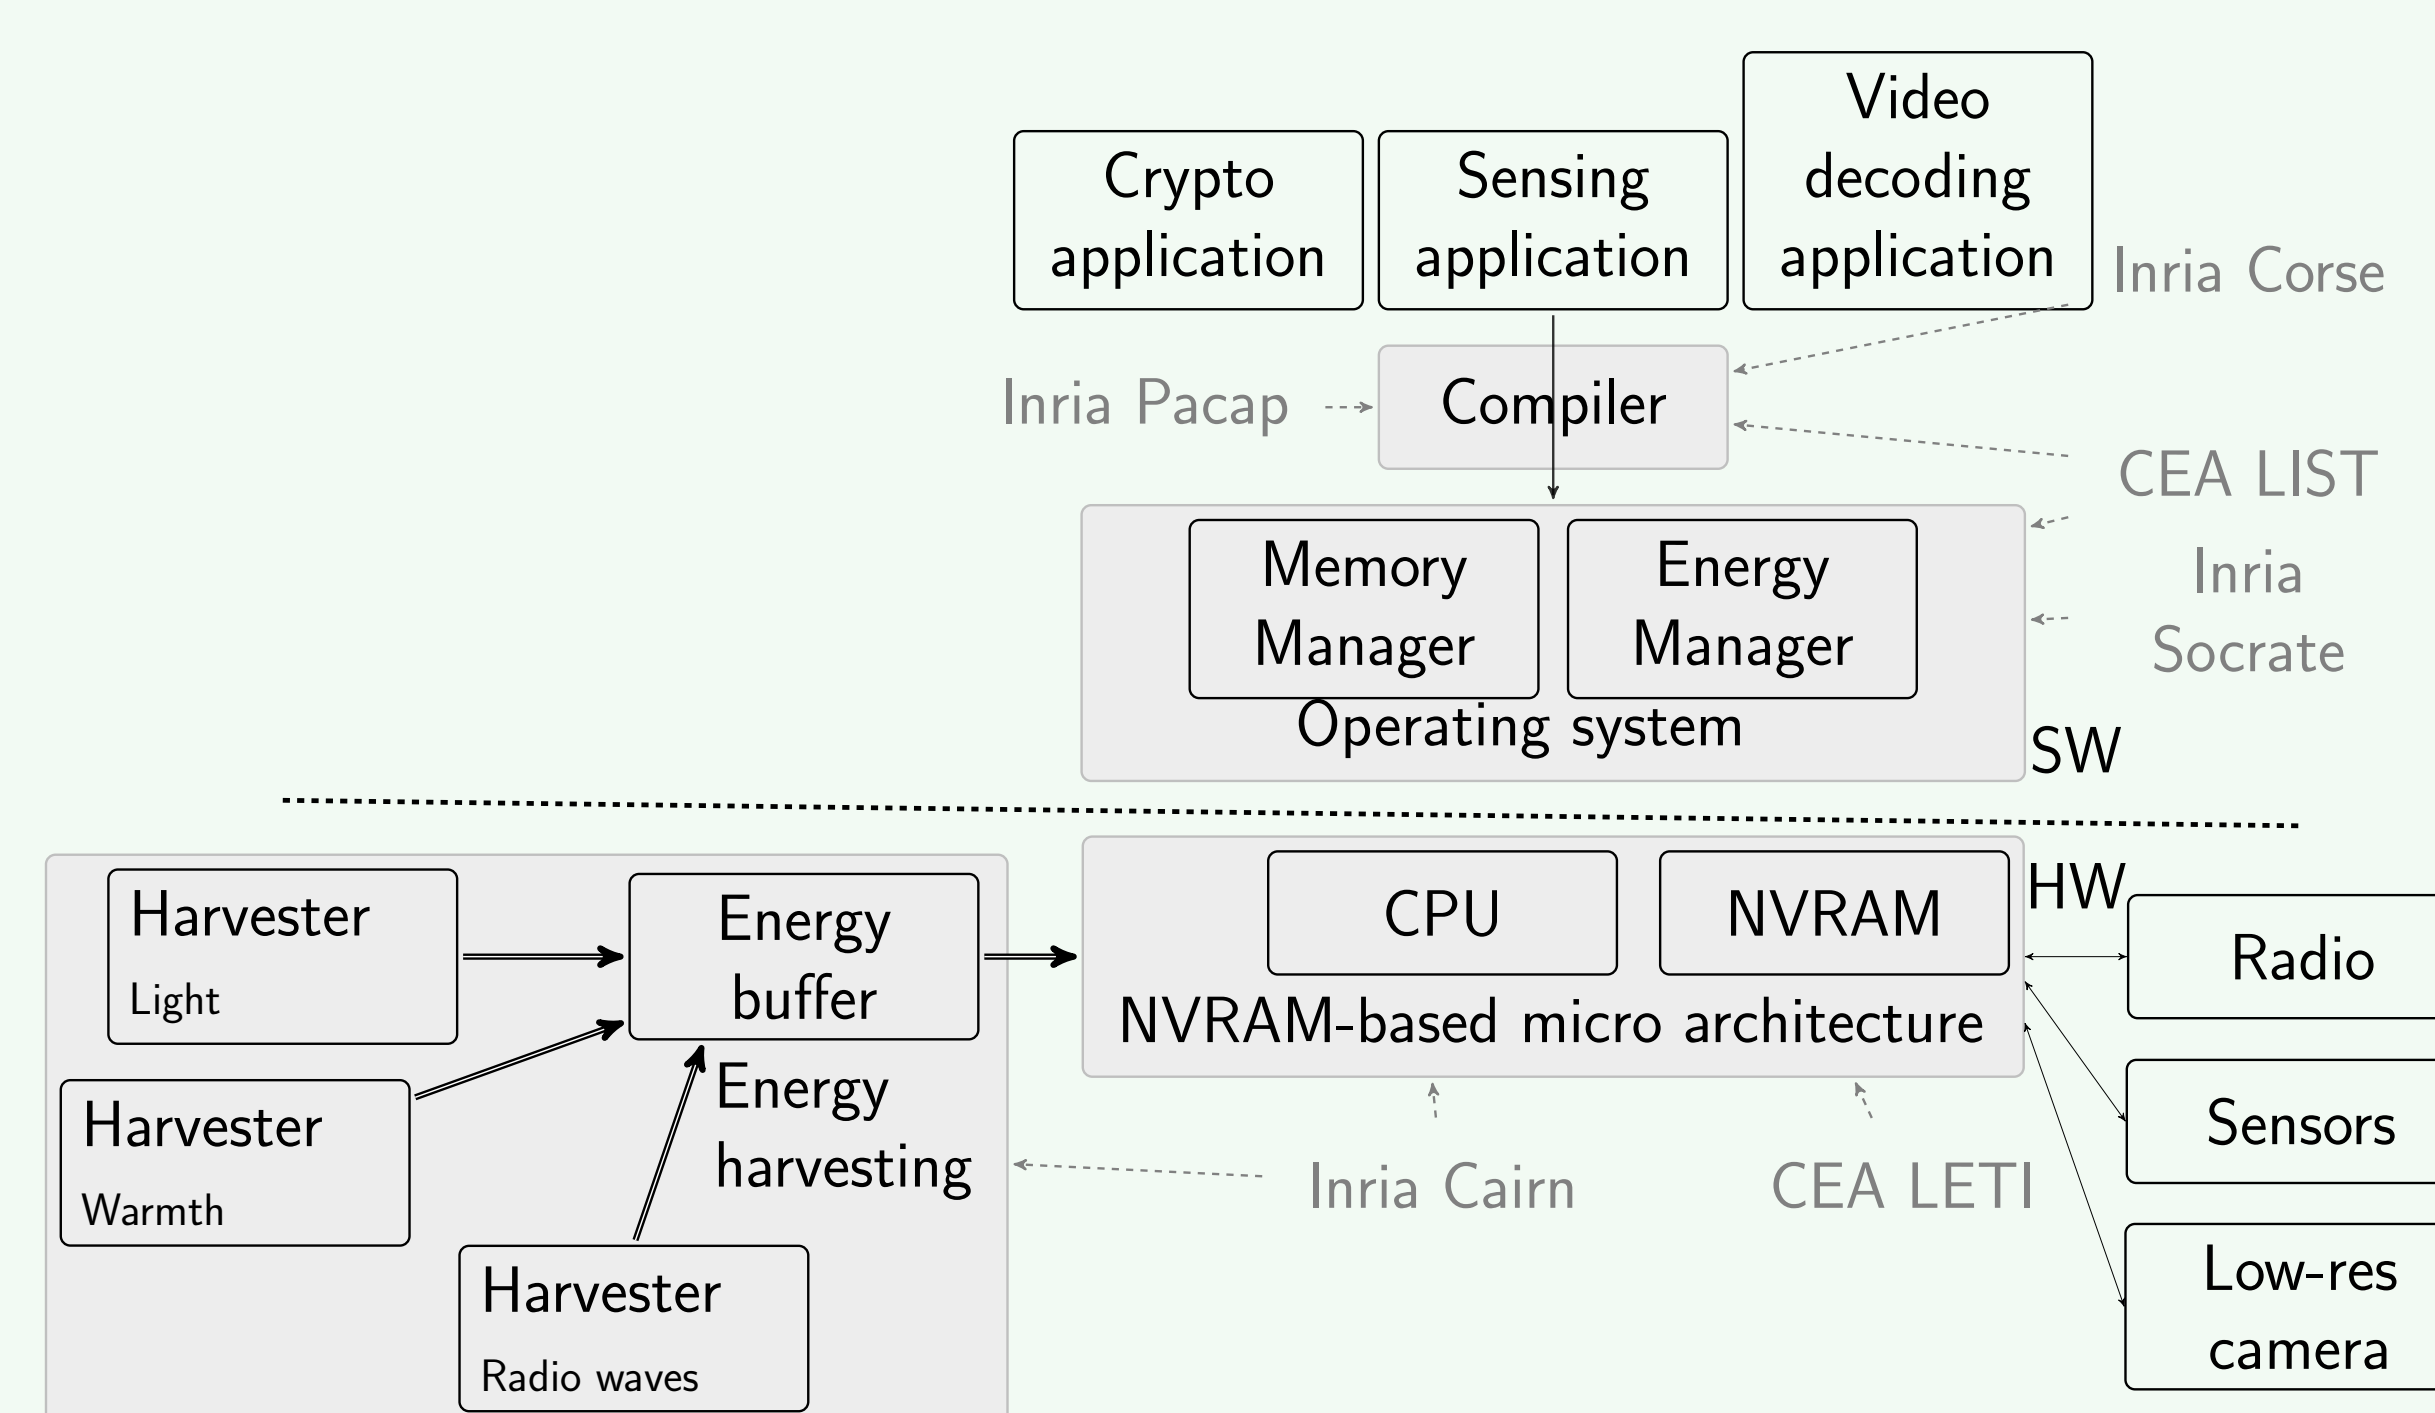 Crypto
application
Sensing
application
Video
decoding
application
Inria Corse
Inria Pacap
Compiler
CEA LIST
Memory
Manager
Energy
Manager
Operating system
Inria
Socrate
SW
HW
Harvester
Light
Energy
buffer
CPU
NVRAM
NVRAM-based micro architecture
Radio
Harvester
Warmth
Energy
harvesting
Inria Cairn
CEA LETI
Sensors
Harvester
Radio waves
Low-res
camera